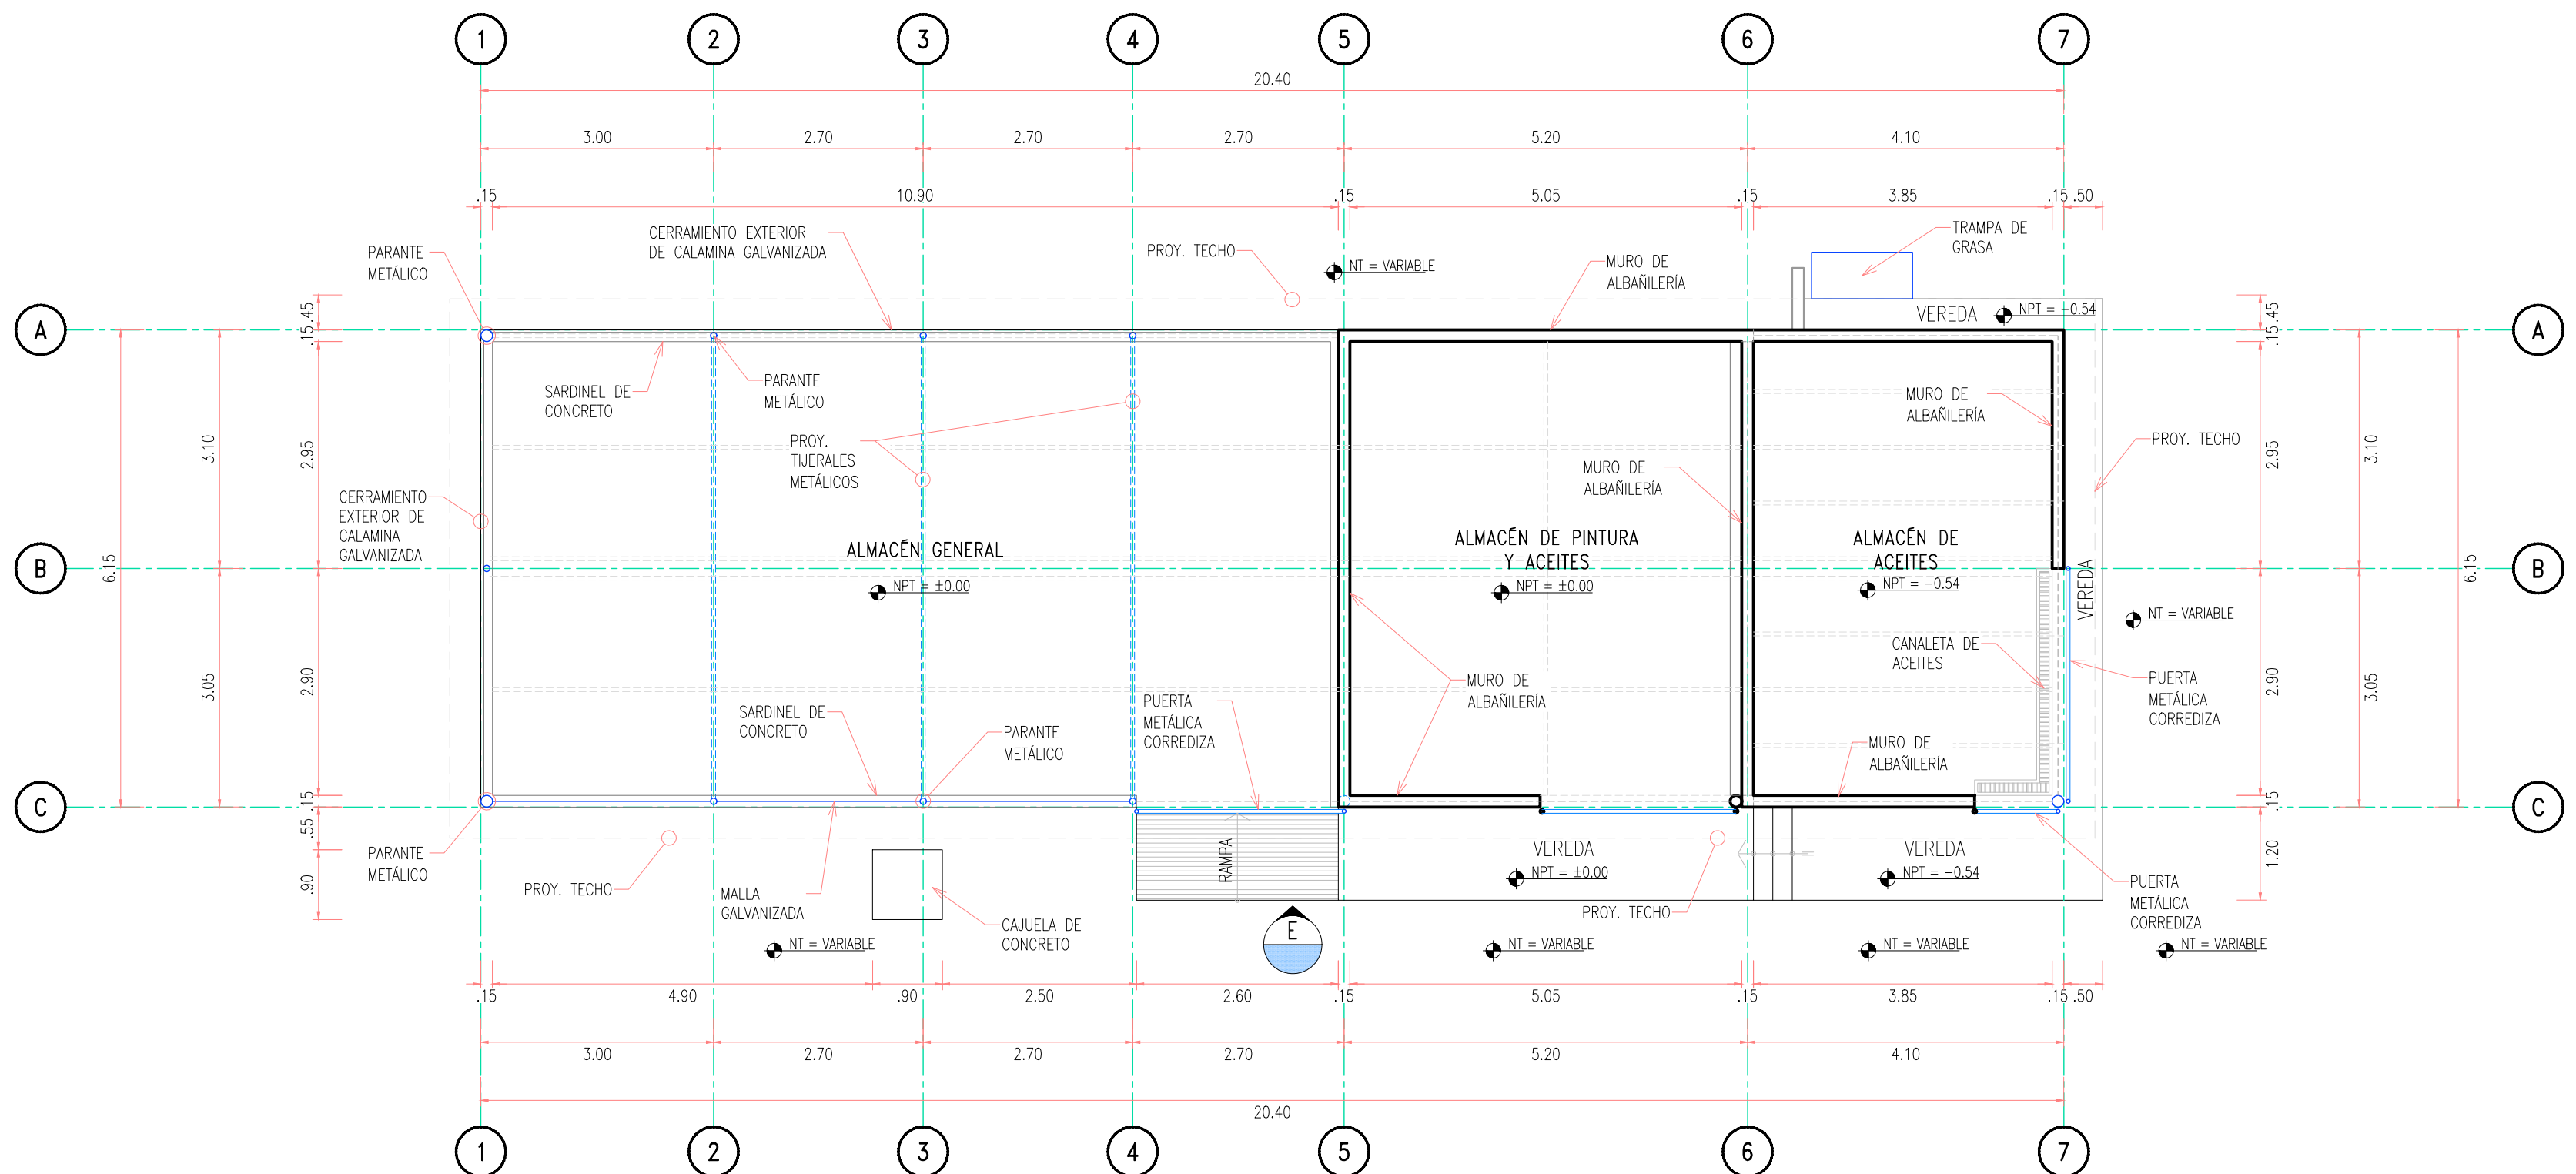 1 2 3 4 5 6 7
20.40
3.00 2.70 2.70 2.70 5.20 4.10
.15 10.90 .15 5.05 .15 3.85 .15 .50
CERRAMIENTO EXTERIOR
DE CALAMINA GALVANIZADA
PARANTE
METÁLICO
PROY. TECHO
NT = VARIABLE
MURO DE
ALBAÑILERÍA
TRAMPA DE
GRASA
VEREDA
NPT = -0.54
A
A
.45
.15
.45
.15
SARDINEL DE
CONCRETO
PARANTE
METÁLICO
MURO DE
ALBAÑILERÍA
PROY.
TIJERALES
METÁLICOS
PROY. TECHO
MURO DE
ALBAÑILERÍA
3.10
2.95
2.95
3.10
CERRAMIENTO
EXTERIOR DE
CALAMINA
GALVANIZADA
ALMACÉN GENERAL
NPT = ±0.00
ALMACÉN DE PINTURA
Y ACEITES
NPT = ±0.00
ALMACÉN DE
ACEITES
NPT = -0.54
B
B
6.15
6.15
VEREDA
NT = VARIABLE
CANALETA DE
ACEITES
MURO DE
ALBAÑILERÍA
PUERTA
METÁLICA
CORREDIZA
PUERTA
METÁLICA
CORREDIZA
3.05
2.90
2.90
3.05
SARDINEL DE
CONCRETO
PARANTE
METÁLICO
MURO DE
ALBAÑILERÍA
C
C
.15
.55
.90
.15
1.20
PARANTE
METÁLICO
RAMPA
VEREDA
NPT = ±0.00
VEREDA
NPT = -0.54
PROY. TECHO
MALLA
GALVANIZADA
CAJUELA DE
CONCRETO
PROY. TECHO
PUERTA
METÁLICA
CORREDIZA
E
NT = VARIABLE
NT = VARIABLE
NT = VARIABLE
NT = VARIABLE
.15 4.90 .90 2.50 2.60 .15 5.05 .15 3.85 .15 .50
3.00 2.70 2.70 2.70 5.20 4.10
20.40
1 2 3 4 5 6 7